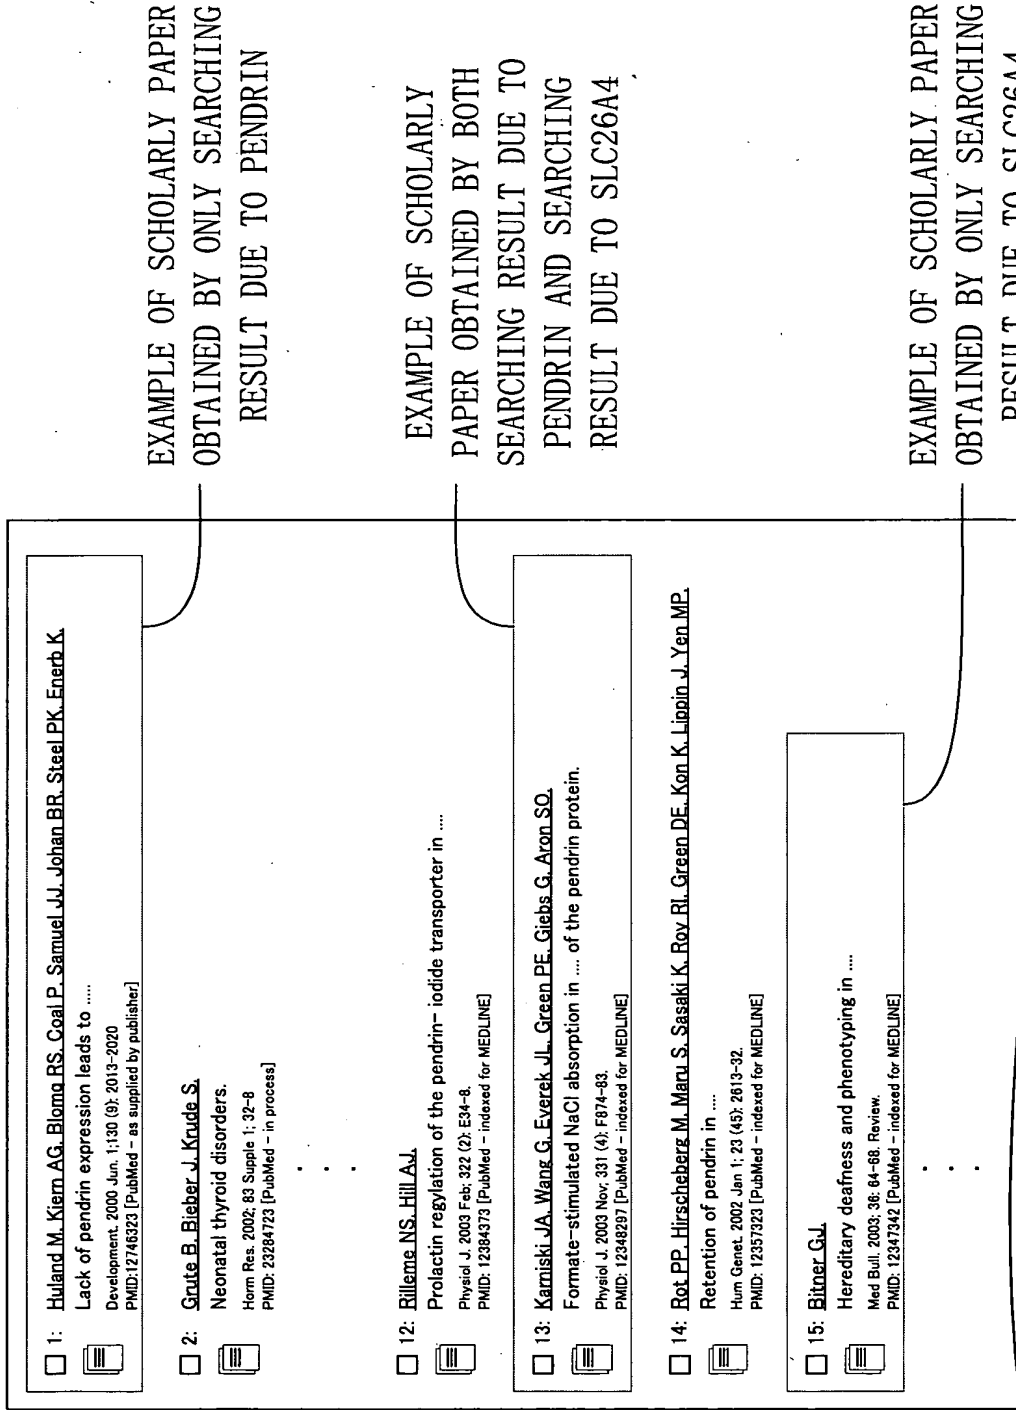 1: Huland M. Kiern AG. Blomq RS. Coal P. Samuel JJ. Johan BR. Steel PK. Enerb K.
Lack of pendrin expression leads to .....
Development. 2000 Jun. 1;130 (9): 2013-2020
PMID:12746323 [PubMed - as supplied by publisher]
2: Grute B. Bieber J. Krude S.
Neonatal thyroid disorders.
Horm Res. 2002; 83 Supple 1; 32-8
PMID: 23284723 [PubMed - in process]
12: Rilleme NS. Hill AJ.
Prolactin regylation of the pendrin- iodide transporter in ....
Physiol J. 2003 Feb; 322 (2): E34-8.
PMID: 12384373 [PubMed - indexed for MEDLINE]
13: Karniski JA. Wang G. Everek JL. Green PE. Giebs G. Aron SO.
Formate-stimulated NaCl absorption in .... of the pendrin protein.
Physiol J. 2003 Nov; 331 (4): F874-83.
PMID: 12348297 [PubMed - indexed for MEDLINE]
14: Rot PP. Hirscheberg M. Maru S. Sasaki K. Roy RI. Green DE. Kon K. Lippin J. Yen MP.
Retention of pendrin in ....
Hum Genet. 2002 Jan 1; 23 (45): 2613-32.
PMID: 12357323 [PubMed - indexed for MEDLINE]
15: Bitner GJ.
Hereditary deafness and phenotyping in ....
Med Bull. 2003; 36: 64-68. Review.
PMID: 12347342 [PubMed - indexed for MEDLINE]
EXAMPLE OF SCHOLARLY PAPER
OBTAINED BY ONLY SEARCHING
RESULT DUE TO PENDRIN
EXAMPLE OF SCHOLARLY
PAPER OBTAINED BY BOTH
SEARCHING RESULT DUE TO
PENDRIN AND SEARCHING
RESULT DUE TO SLC26A4
EXAMPLE OF SCHOLARLY PAPER
OBTAINED BY ONLY SEARCHING
RESULT DUE TO SLC26A4